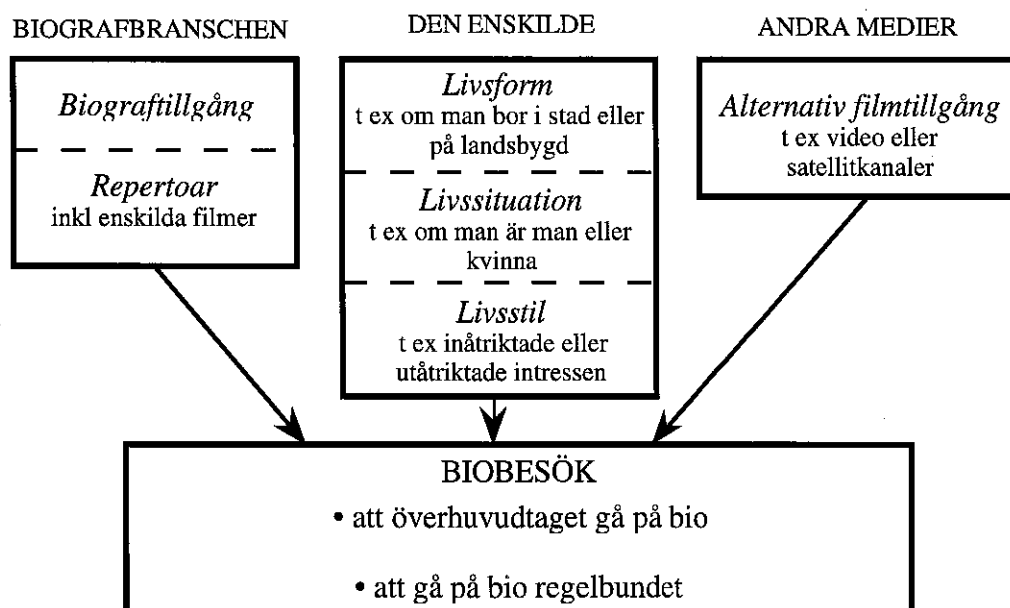 BIOGRAFBRANSCHEN
Biograftillgång
Repertoar
inkl enskilda filmer
DEN ENSKILDE
Livsform
t ex om man bor i stad eller
på landsbygd
Livssituation
t ex om man är man eller
kvinna
Livsstil
t ex inåtriktade eller
utåtriktade intressen
ANDRA MEDIER
Alternativ filmtillgång
t ex video eller
satellitkanaler
BIOBESÖK
• att överhuvudtaget gå på bio
• att gå på bio regelbundet